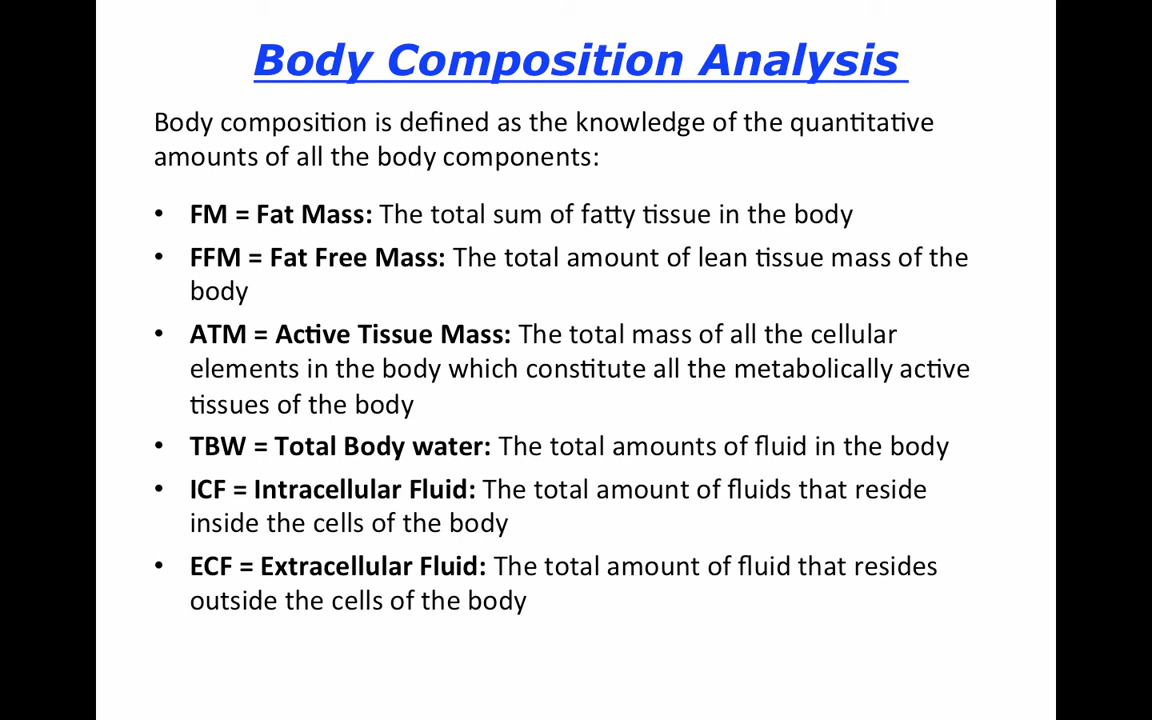 Body Composition Analysis
Body composition is defined as the knowledge of the quantitative
amounts of all the body components:
• FM = Fat Mass: The total sum of fatty tissue in the body
• FFM = Fat Free Mass: The total amount of lean tissue mass of the
body
• ATM = Active Tissue Mass: The total mass of all the cellular
elements in the body which constitute all the metabolically active
tissues of the body
• TBW = Total Body water: The total amounts of fluid in the body
• ICF = Intracellular Fluid: The total amount of fluids that reside
inside the cells of the body
• ECF = Extracellular Fluid: The total amount of fluid that resides
outside the cells of the body